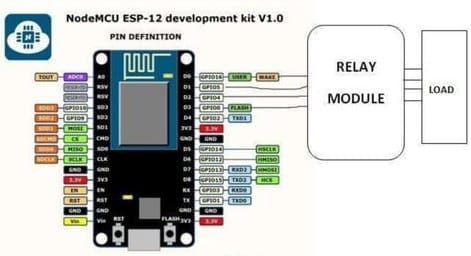 NodeMCU ESP-12 development kit V1.0
PIN DEFINITION
TOUT ADC0 A0 D0 GPIO16 USER WAKE
RESERVED RSV D1 GPIO5
RESERVED RSV D2 GPIO4
SDD3 GPIO10 SD3 D3 GPIO0 FLASH
SDD2 GPIO9 SD2 D4 GPIO2 TXD1
SDD1 MOSI SD1 3V3 3.3V
SDCMD CS CMD GND GND
SDD0 MISO SD0 D5 GPIO14 HSCLK
SDCLK SCLK CLK D6 GPIO12 HMISO
GND GND D7 GPIO13 RXD2 HMOSI
3.3V 3V3 D8 GPIO15 TXD2 HCS
EN EN RX GPIO3 RXD0
RST RST TX GPIO1 TXD0
GND GND GND GND
Vin Vin 3V3 3.3V
RST FLASH
RELAY
MODULE
LOAD